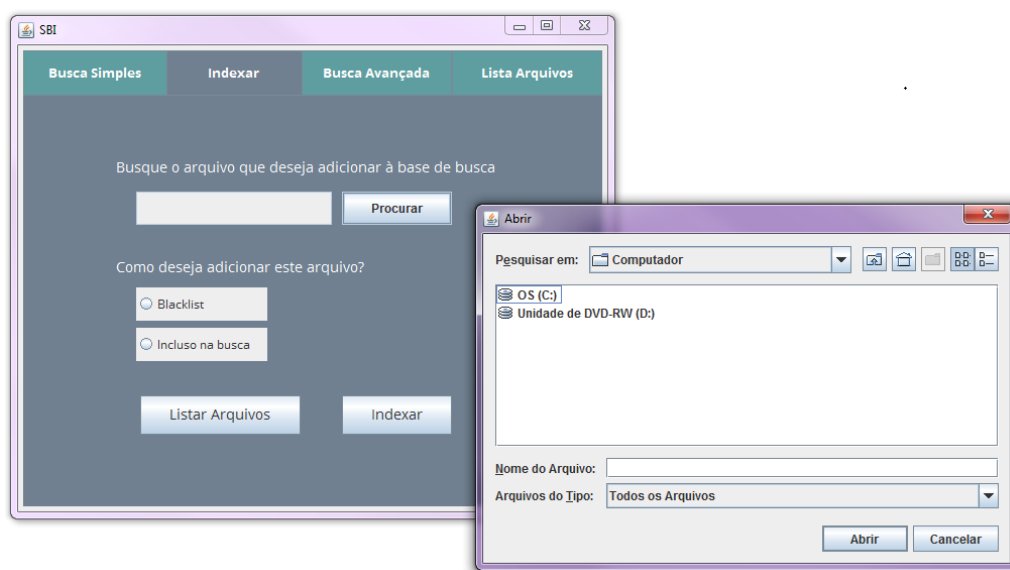 SBI
Busca Simples
Indexar
Busca Avançada
Lista Arquivos
Busque o arquivo que deseja adicionar à base de busca
Procurar
Como deseja adicionar este arquivo?
Blacklist
Incluso na busca
Listar Arquivos
Indexar
Abrir
Pesquisar em:
Computador
OS (C:)
Unidade de DVD-RW (D:)
Nome do Arquivo:
Arquivos do Tipo:
Todos os Arquivos
Abrir
Cancelar